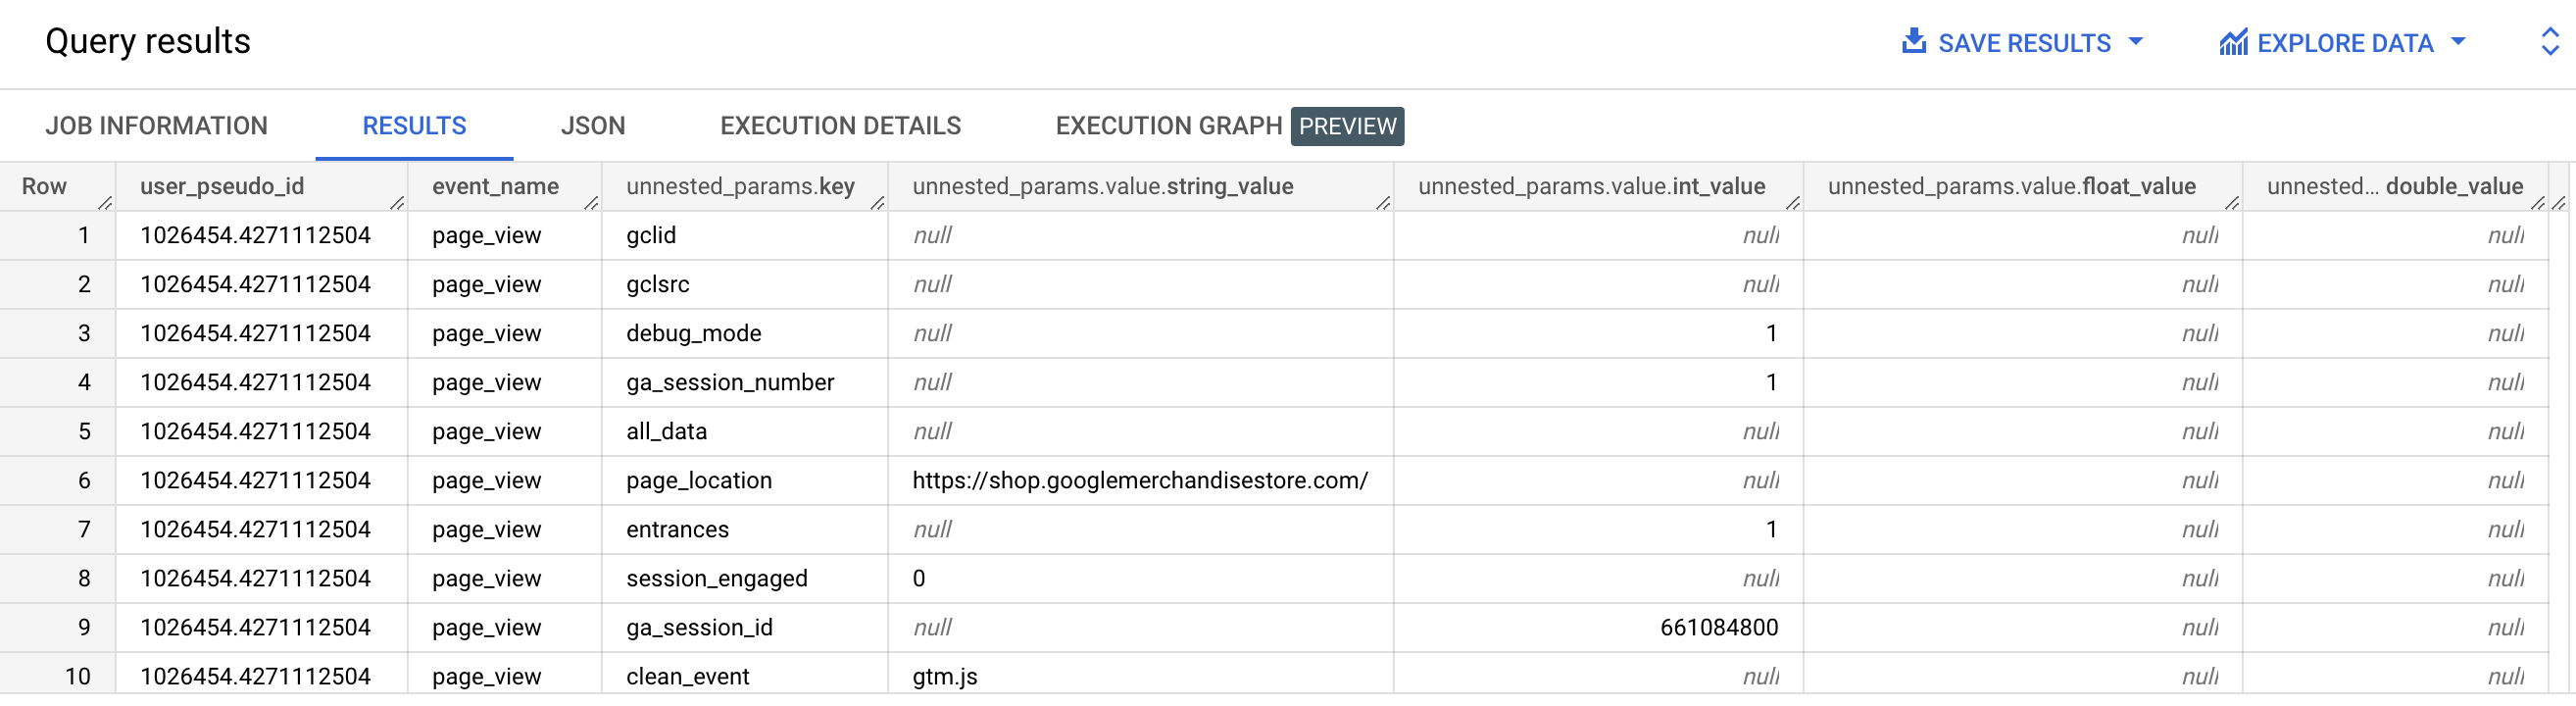 Query results SAVE RESULTS EXPLORE DATA
JOB INFORMATION RESULTS JSON EXECUTION DETAILS EXECUTION GRAPH PREVIEW
Row user_pseudo_id event_name unnested_params.key unnested_params.value.string_value unnested_params.value.int_value unnested_params.value.float_value unnested... double_value
1 1026454.4271112504 page_view gclid null null null null
2 1026454.4271112504 page_view gclsrc null null null null
3 1026454.4271112504 page_view debug_mode null 1 null null
4 1026454.4271112504 page_view ga_session_number null 1 null null
5 1026454.4271112504 page_view all_data null null null null
6 1026454.4271112504 page_view page_location https://shop.googlemerchandisestore.com/ null null null
7 1026454.4271112504 page_view entrances null 1 null null
8 1026454.4271112504 page_view session_engaged 0 null null null
9 1026454.4271112504 page_view ga_session_id null 661084800 null null
10 1026454.4271112504 page_view clean_event gtm.js null null null